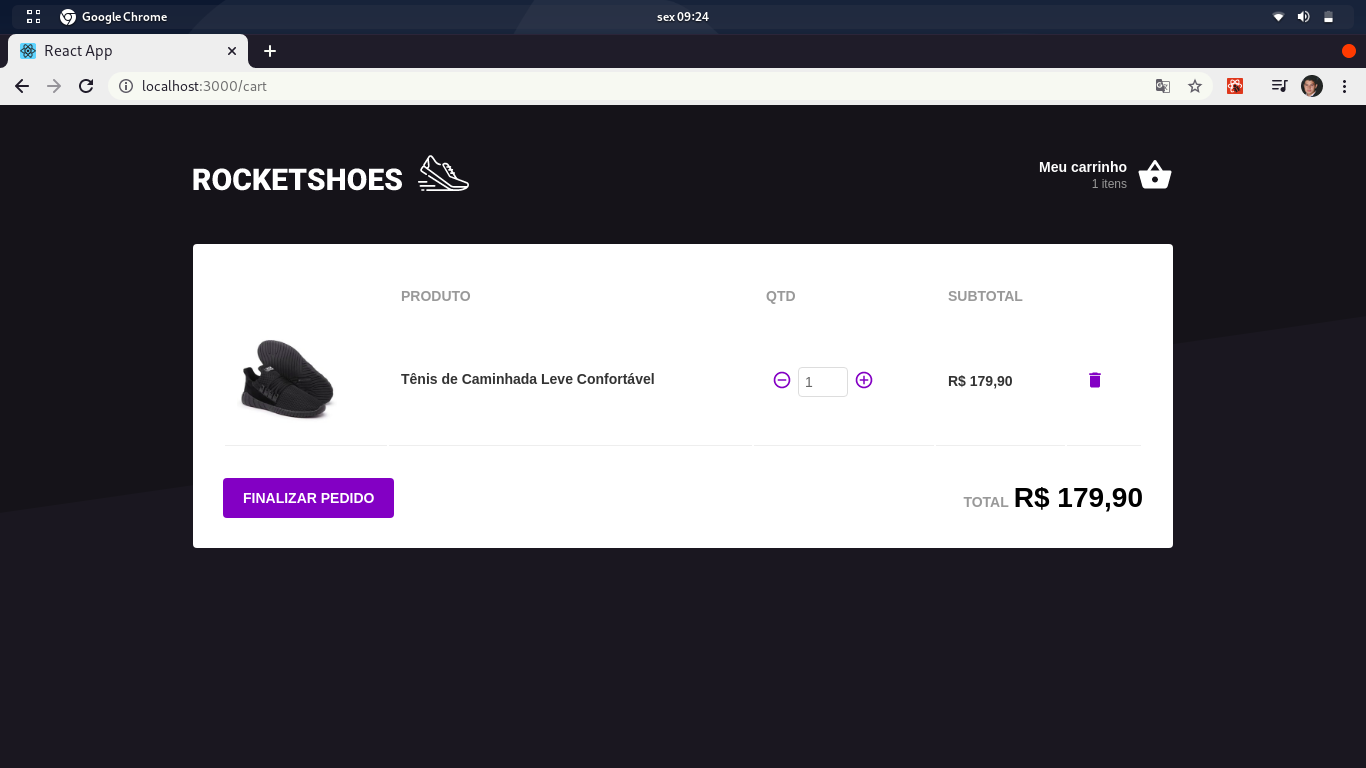 Google Chrome
sex 09:24
React App
localhost:3000/cart
ROCKETSHOES
Meu carrinho
1 itens
PRODUTO QTD SUBTOTAL
Tênis de Caminhada Leve Confortável 1 R$ 179,90
FINALIZAR PEDIDO TOTAL R$ 179,90